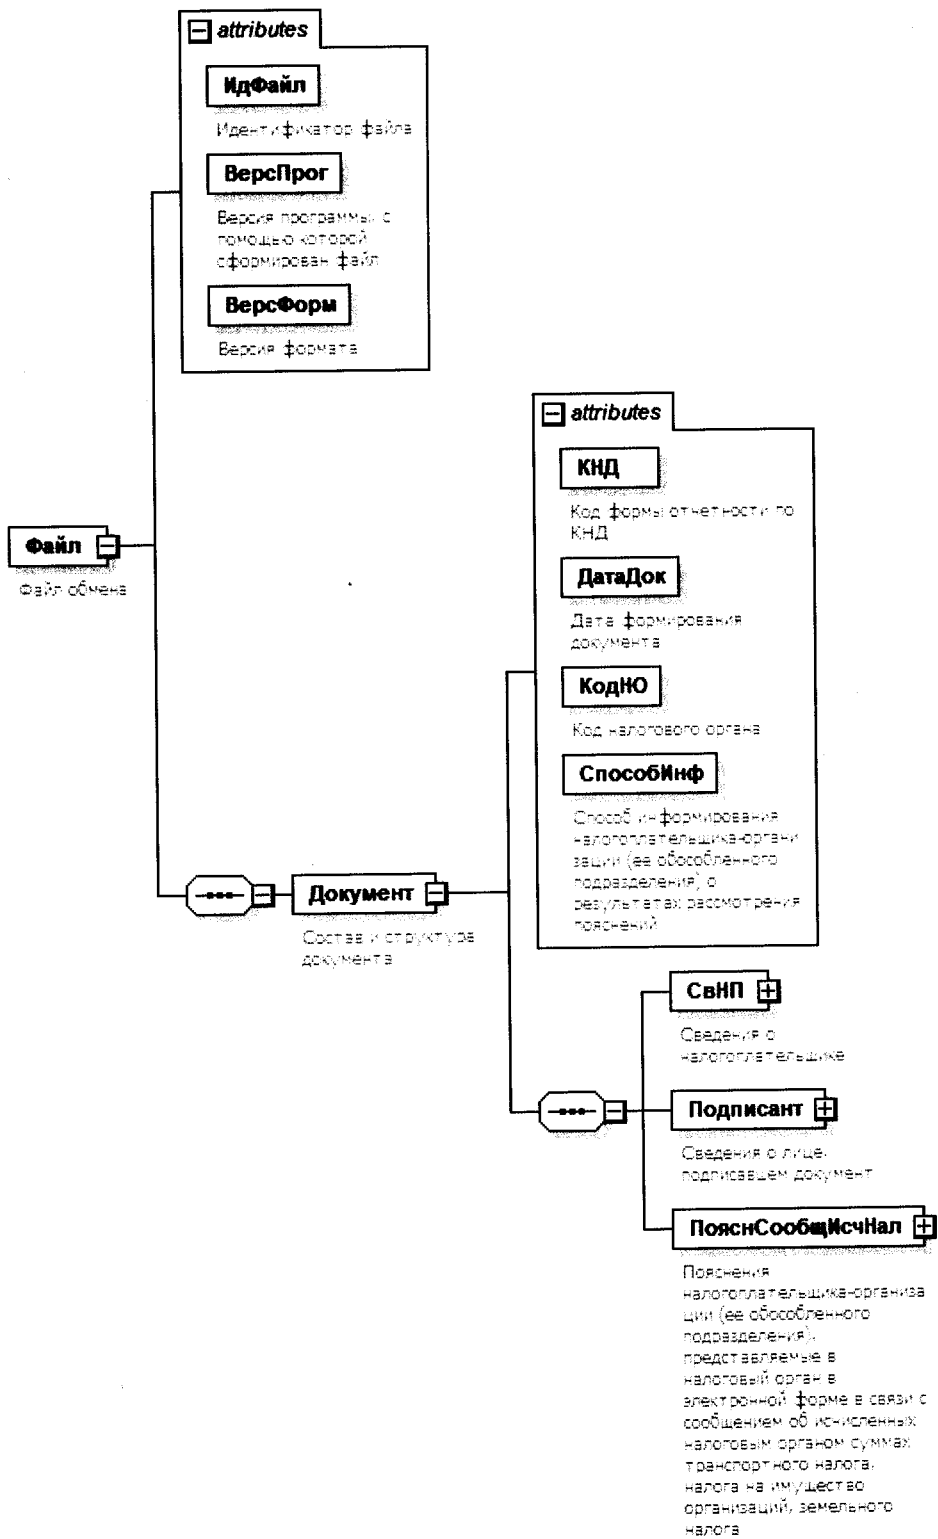 attributes
ИдФайл
Идентификатор файла
ВерсПрог
Версия программы, с
помощью которой
сформирован файл
ВерсФорм
Версия формата
attributes
КНД
Код формы отчетности по
КНД
Файл
Файл обмена
ДатаДок
Дата формирования
документа
КодНО
Код налогового органа
СпособИнф
Способ информирования
налогоплательщика-органи
зации (ее обособленного
подразделения) о
результатах рассмотрения
пояснений
Документ
Состав и структура
документа
СвНП
Сведения о
налогоплательщике
Подписант
Сведения о лице,
подписавшем документ
ПояснСообщИсчНал
Пояснения
налогоплательщика-организа
ции (ее обособленного
подразделения),
представляемые в
налоговый орган в
электронной форме в связи с
сообщением об исчисленных
налоговым органом суммах
транспортного налога,
налога на имущество
организаций, земельного
налога